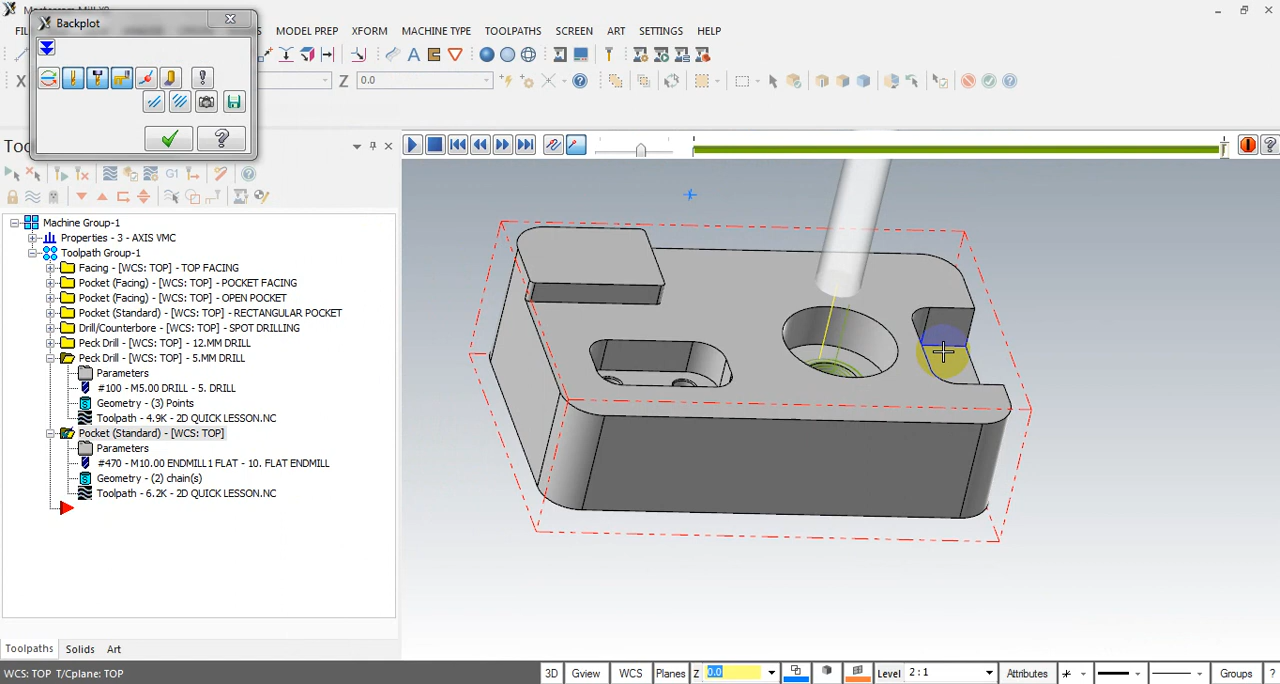 Backplot
FIL
MODEL PREP XFORM MACHINE TYPE TOOLPATHS SCREEN ART SETTINGS HELP
X Z 0.0
G1
Machine Group-1
Properties - 3 - AXIS VMC
Toolpath Group-1
Facing - [WCS: TOP] - TOP FACING
Pocket (Facing) - [WCS: TOP] - POCKET FACING
Pocket (Facing) - [WCS: TOP] - OPEN POCKET
Pocket (Standard) - [WCS: TOP] - RECTANGULAR POCKET
Drill/Counterbore - [WCS: TOP] - SPOT DRILLING
Peck Drill - [WCS: TOP] - 12.MM DRILL
Peck Drill - [WCS: TOP] - 5.MM DRILL
Parameters
#100 - M5.00 DRILL - 5. DRILL
Geometry - (3) Points
Toolpath - 4.9K - 2D QUICK LESSON.NC
Pocket (Standard) - [WCS: TOP]
Parameters
#470 - M10.00 ENDMILL1 FLAT - 10. FLAT ENDMILL
Geometry - (2) chain(s)
Toolpath - 6.2K - 2D QUICK LESSON.NC
Toolpaths Solids Art
WCS: TOP T/Cplane: TOP
3D Gview WCS Planes Z 0.0 Level 2 : 1 Attributes Groups ?